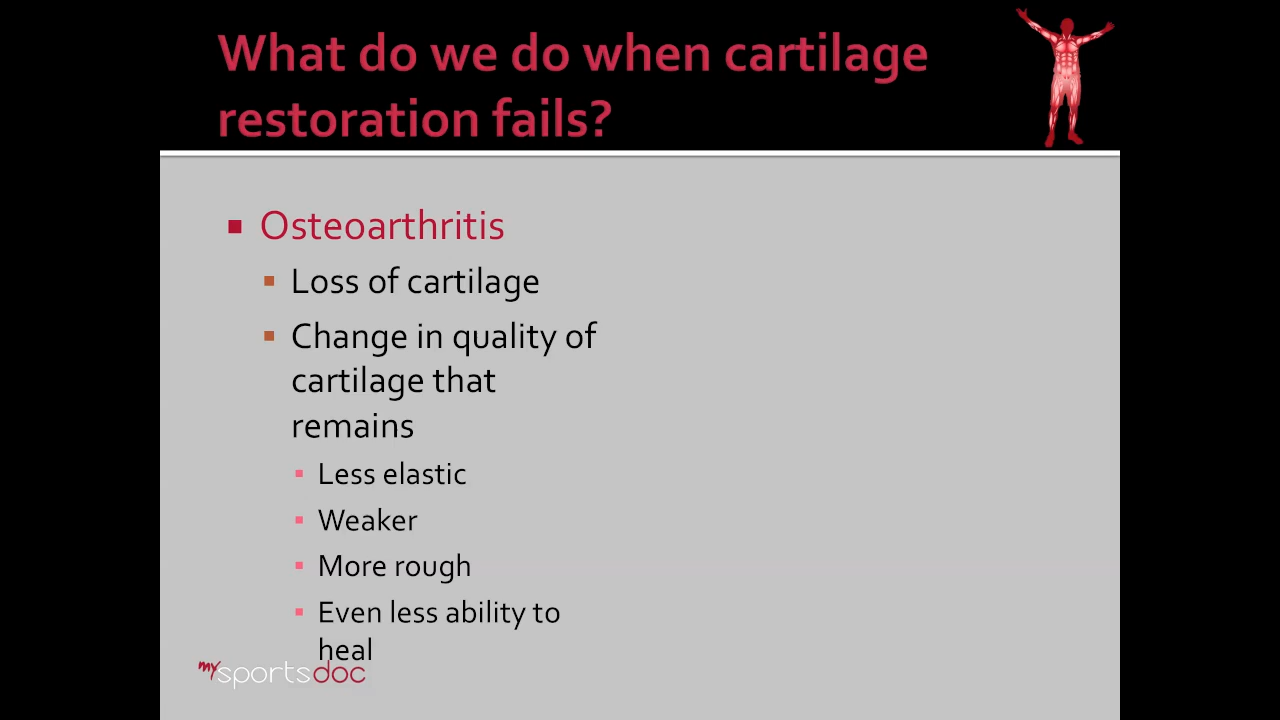 What do we do when cartilage
restoration fails?
Osteoarthritis
Loss of cartilage
Change in quality of
cartilage that
remains
Less elastic
Weaker
More rough
Even less ability to
heal
mysportsdoc